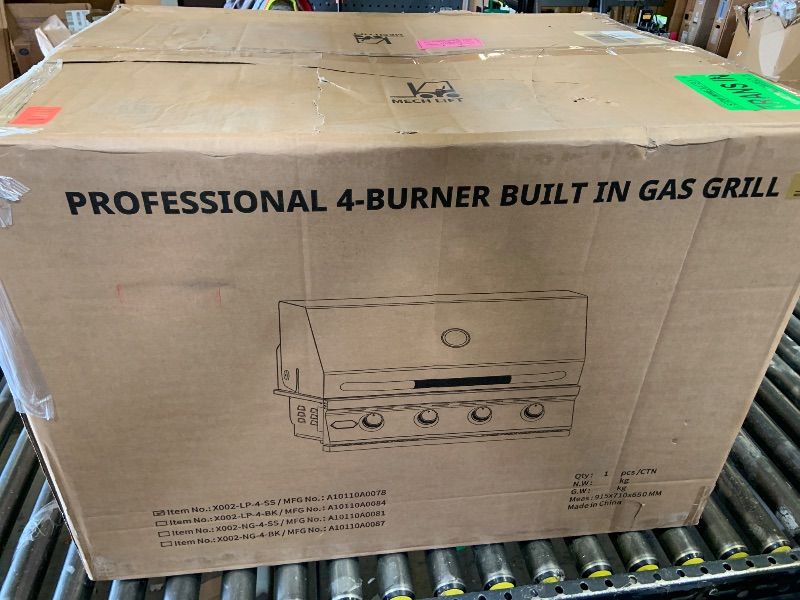 MECH LIFT
TRANS IN
PROFESSIONAL 4-BURNER BUILT IN GAS GRILL
Item No.: X002-LP-4-SS / MFG No.: A10110A0078
Item No.: X002-LP-4-BK / MFG No.: A10110A0084
Item No.: X002-NG-4-SS / MFG No.: A10110A0081
Item No.: X002-NG-4-BK / MFG No.: A10110A0087
Qty: 1 pcs/CTN
N.W: kg
G.W: kg
Meas: 915x710x650 MM
Made in China